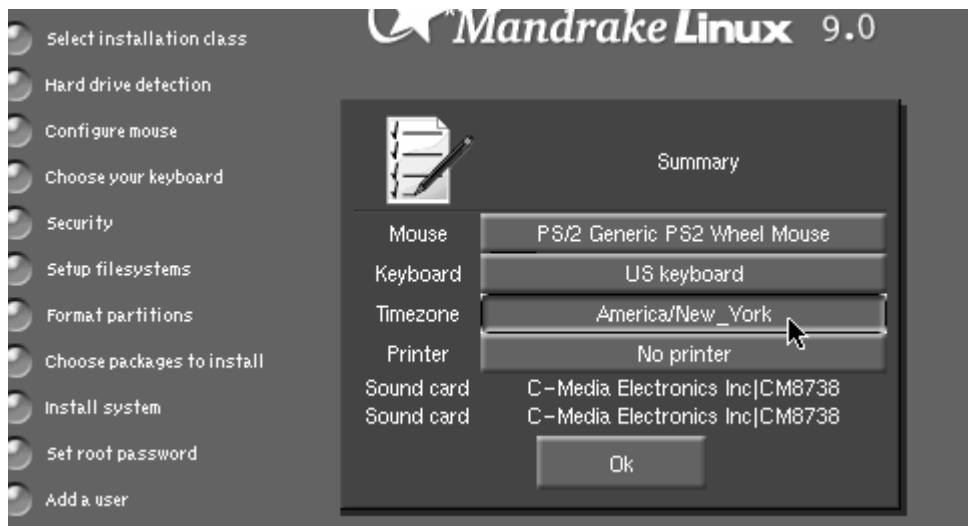 Mandrake Linux 9.0
Select installation class
Hard drive detection
Configure mouse
Choose your keyboard
Security
Setup filesystems
Format partitions
Choose packages to install
Install system
Set root password
Add a user
Summary
Mouse PS/2 Generic PS2 Wheel Mouse
Keyboard US keyboard
Timezone America/New_York
Printer No printer
Sound card C-Media Electronics Inc|CM8738
Sound card C-Media Electronics Inc|CM8738
Ok